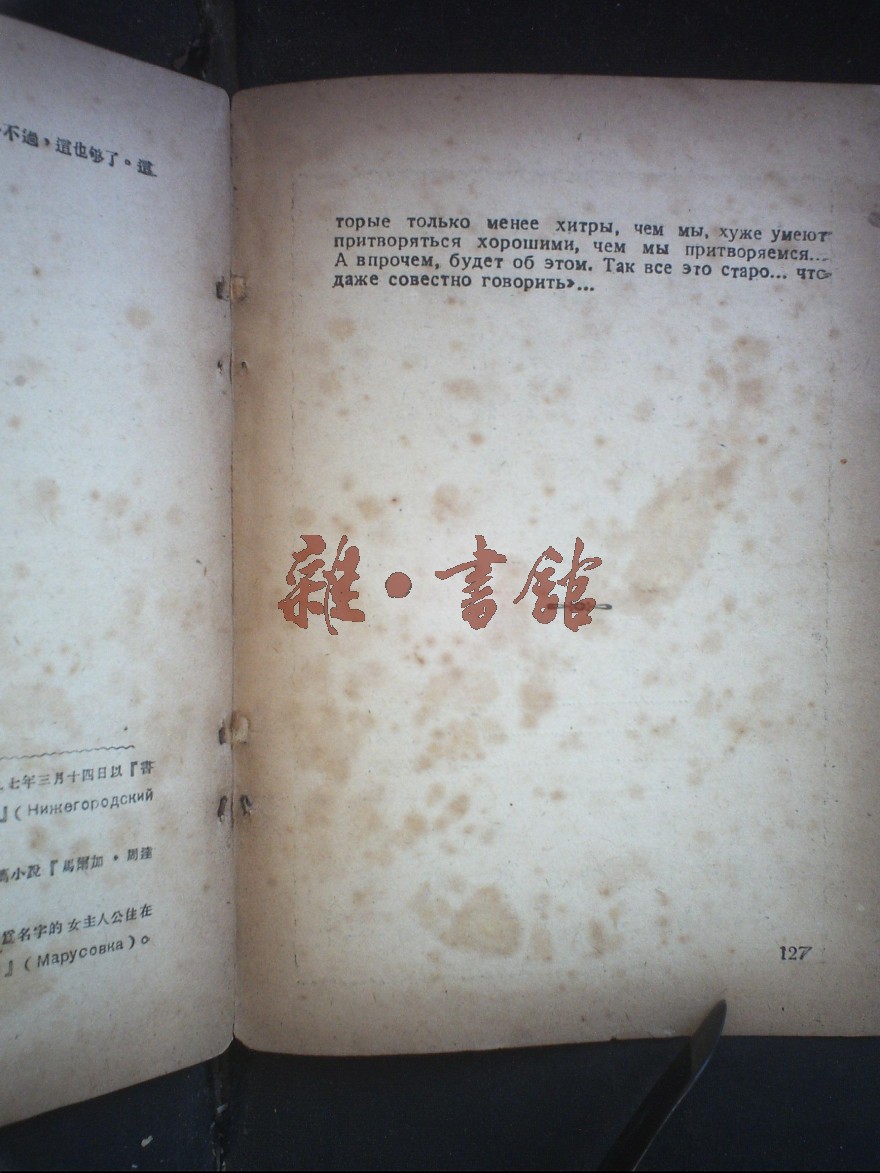 不過，這也够了。這
七年三月十四日以『書
』(Нижегородский
小說『馬爾加·周達
名字的女主人公住在
』(Марусовка)。
торые только менее хитры, чем мы, хуже умеют
притворяться хорошими, чем мы притворяемся...
А впрочем, будет об этом. Так все это старо... что
даже совестно говорить»...
雜·書館
127